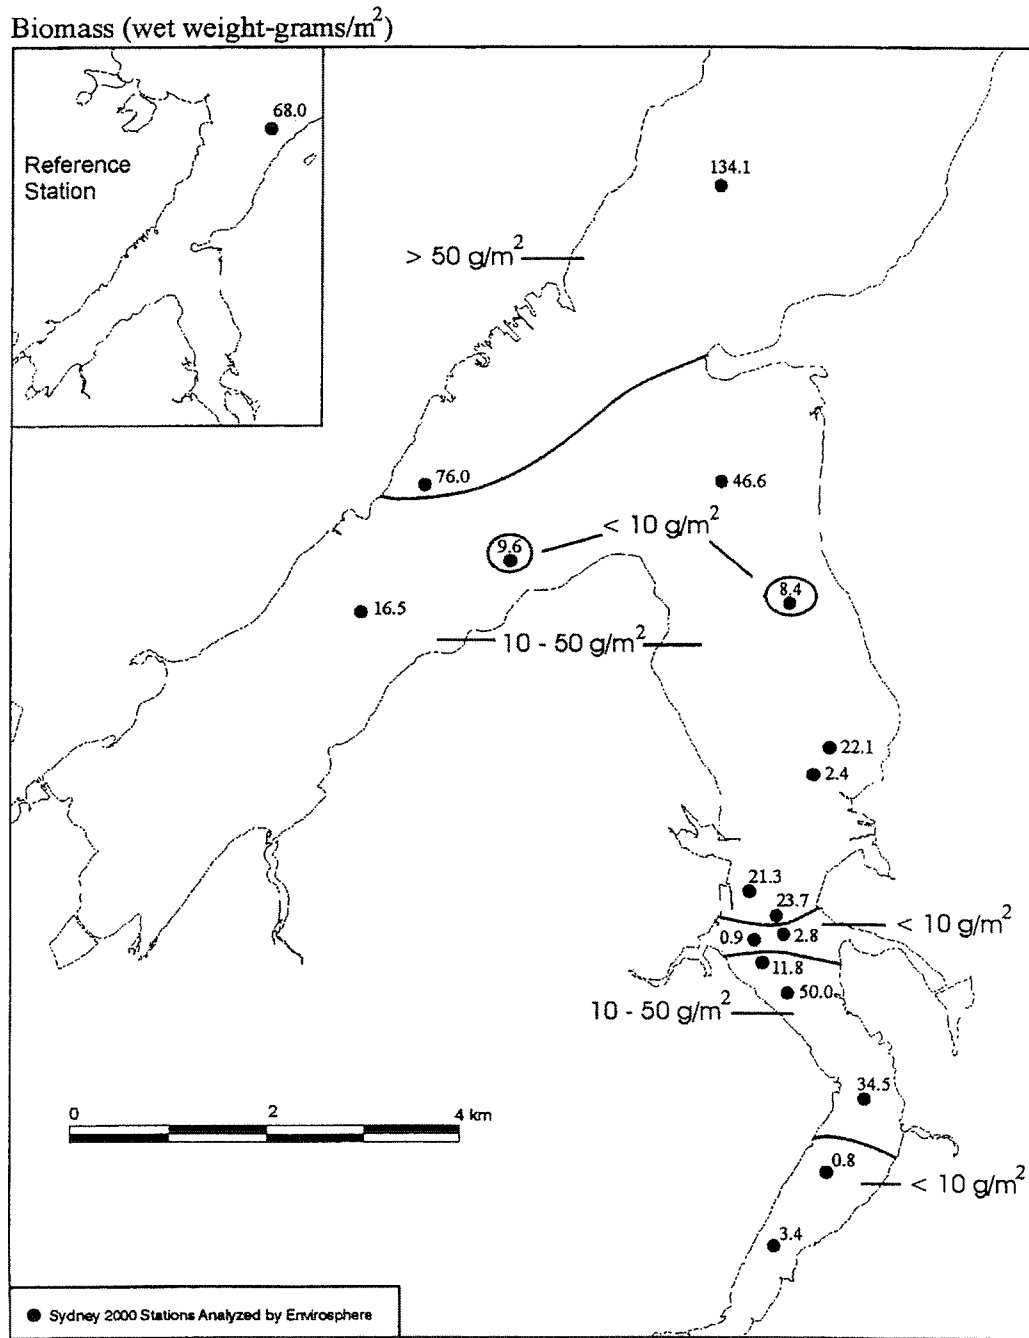 Biomass (wet weight-grams/m²)
68.0
Reference
Station
134.1
> 50 g/m²
76.0
46.6
< 10 g/m²
9.6
8.4
16.5
10 - 50 g/m²
22.1
2.4
21.3
23.7
< 10 g/m²
0.9
2.8
11.8
50.0
10 - 50 g/m²
34.5
0 2 4 km
0.8
< 10 g/m²
3.4
Sydney 2000 Stations Analyzed by Envirosphere